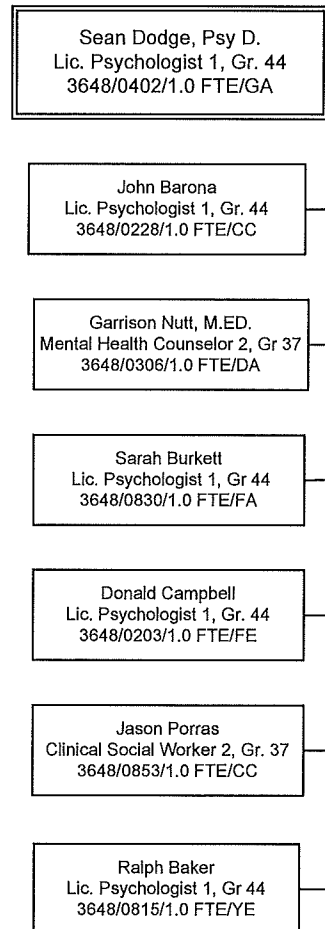 Sean Dodge, Psy D.
Lic. Psychologist 1, Gr. 44
3648/0402/1.0 FTE/GA
John Barona
Lic. Psychologist 1, Gr. 44
3648/0228/1.0 FTE/CC
Garrison Nutt, M.ED.
Mental Health Counselor 2, Gr 37
3648/0306/1.0 FTE/DA
Sarah Burkett
Lic. Psychologist 1, Gr 44
3648/0830/1.0 FTE/FA
Donald Campbell
Lic. Psychologist 1, Gr. 44
3648/0203/1.0 FTE/FE
Jason Porras
Clinical Social Worker 2, Gr. 37
3648/0853/1.0 FTE/CC
Ralph Baker
Lic. Psychologist 1, Gr 44
3648/0815/1.0 FTE/YE